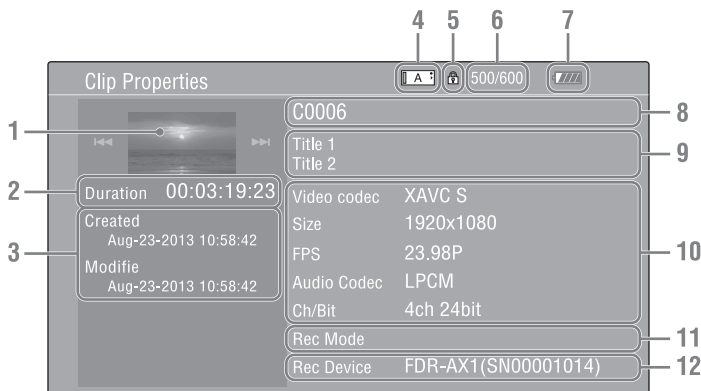 4 5 6 7
Clip Properties A 500/600
1
C0006 8
Title 1 9
Title 2
2 Duration 00:03:19:23
3 Created
Aug-23-2013 10:58:42
Modifie
Aug-23-2013 10:58:42
Video codec XAVC S
Size 1920x1080
FPS 23.98P 10
Audio Codec LPCM
Ch/Bit 4ch 24bit
Rec Mode 11
Rec Device FDR-AX1(SN00001014) 12